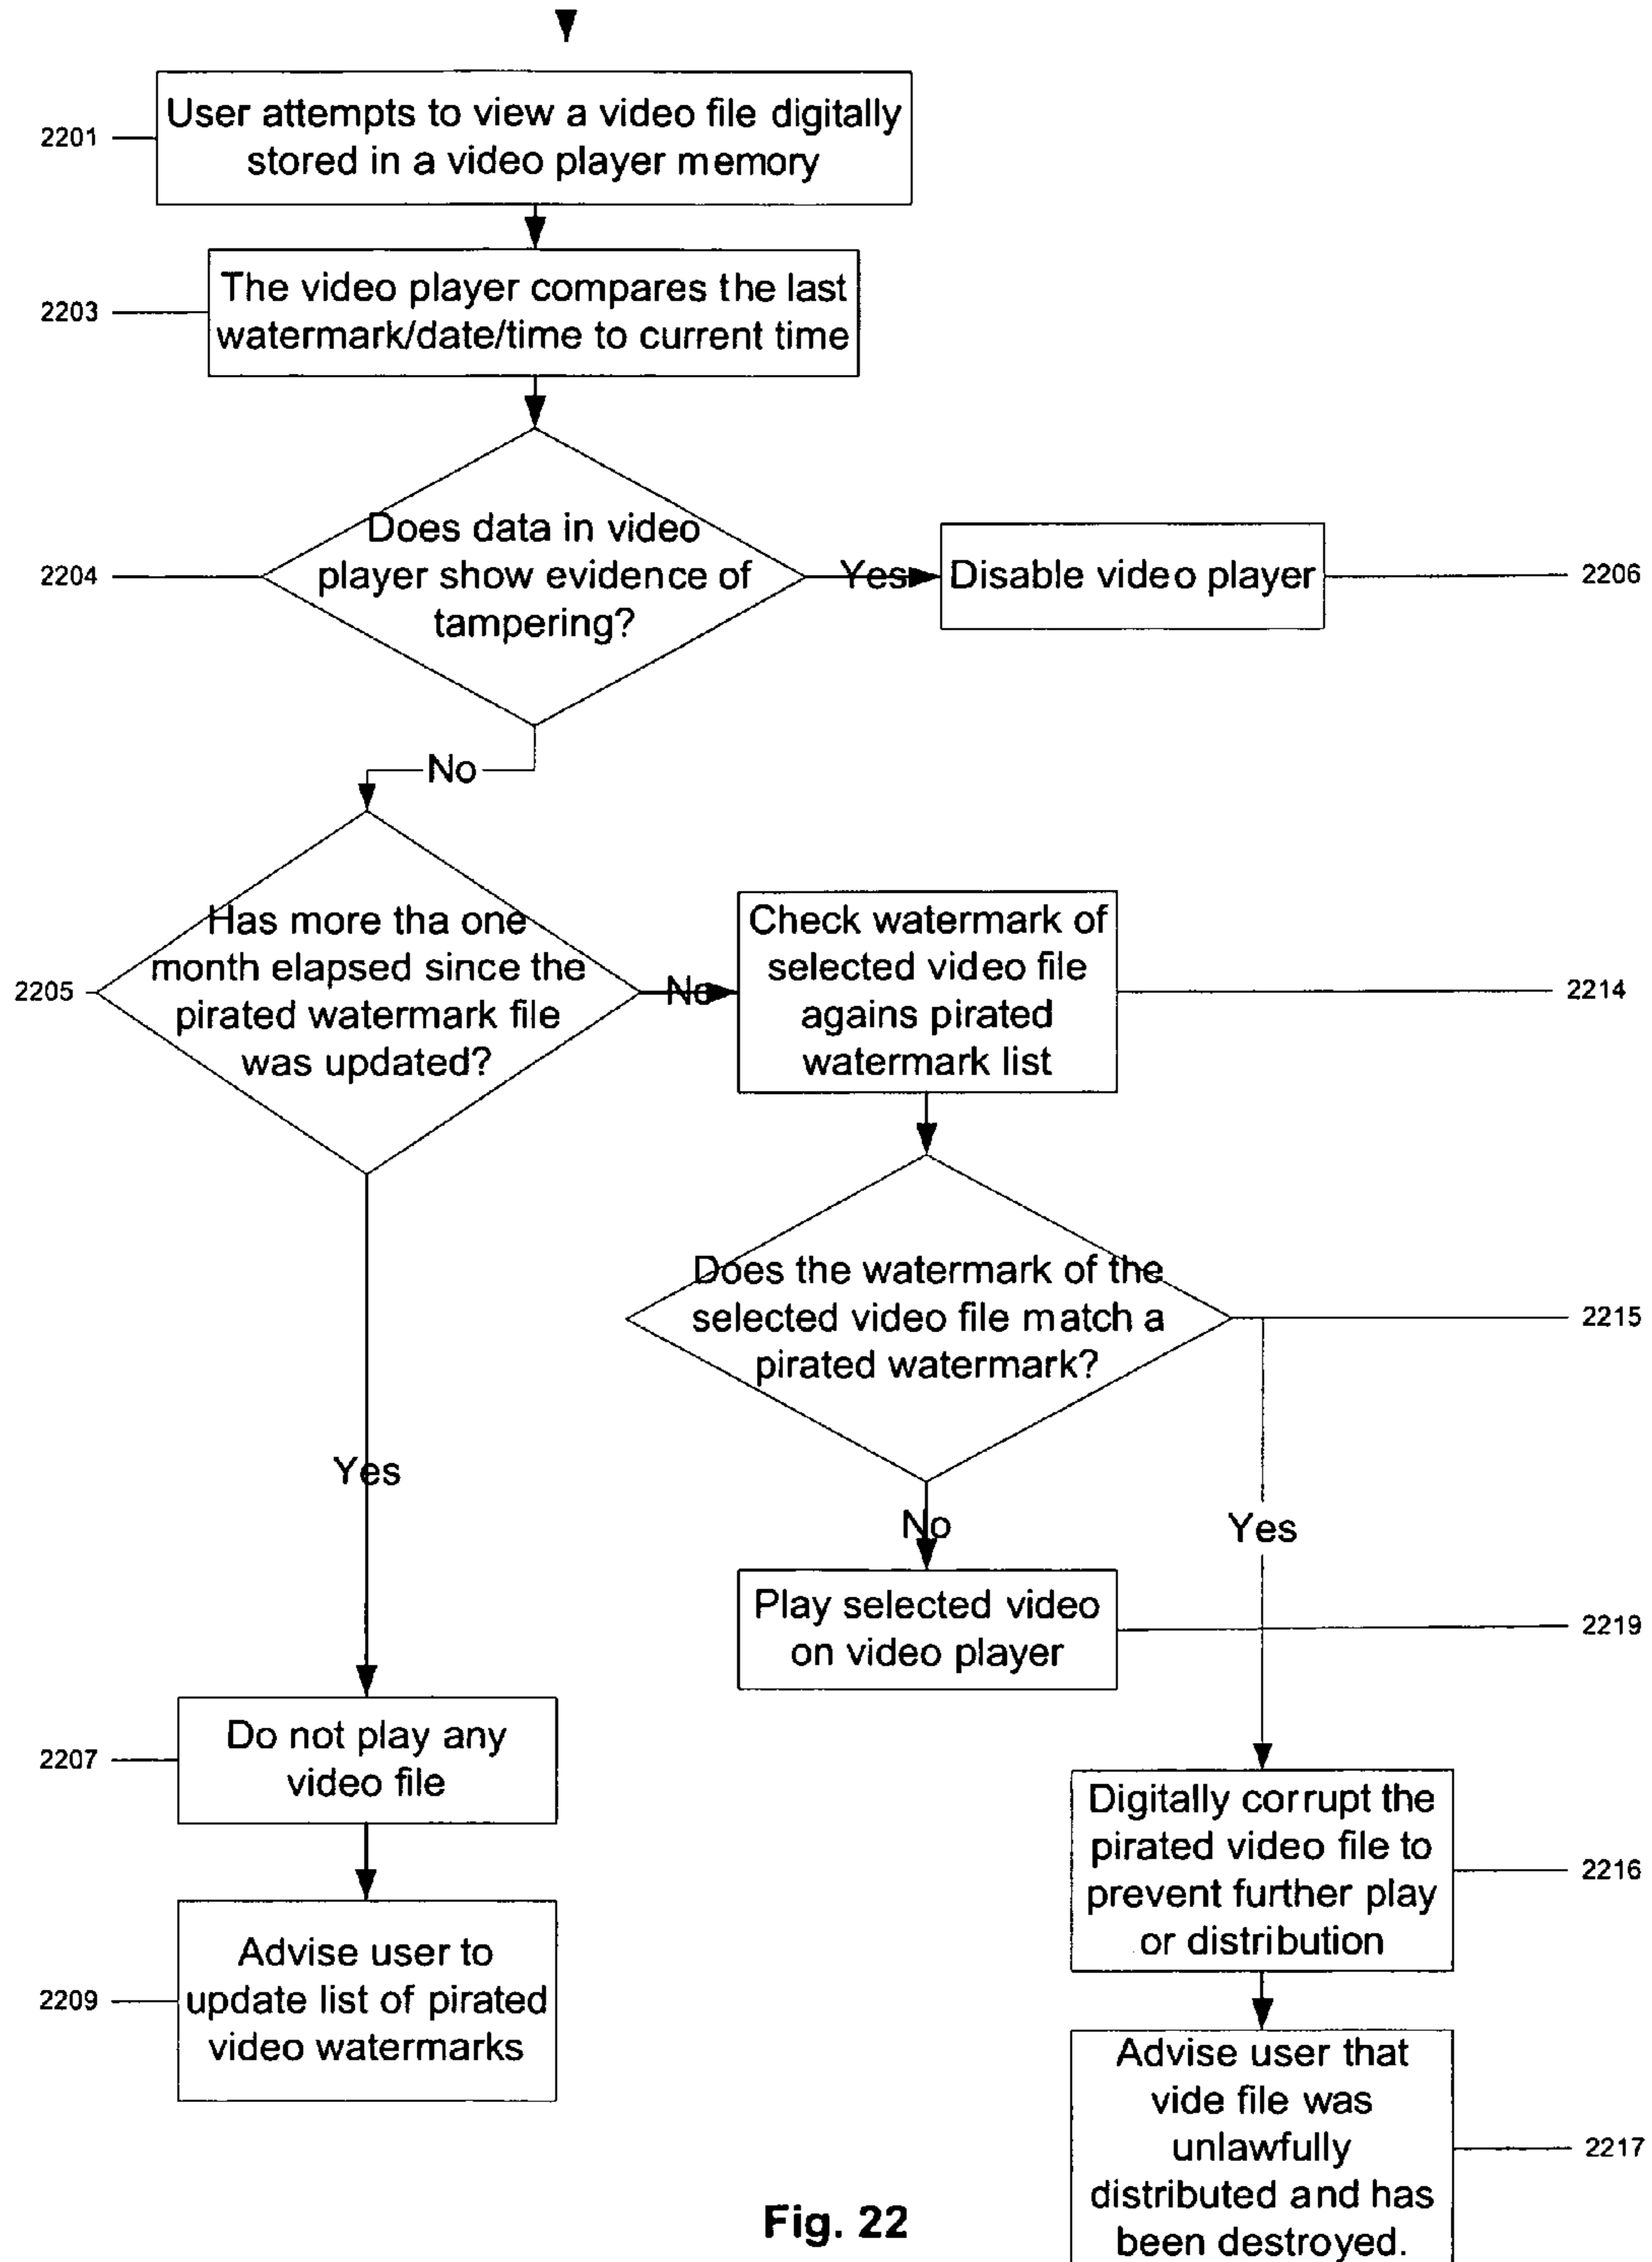 2201
User attempts to view a video file digitally
stored in a video player memory
2203
The video player compares the last
watermark/date/time to current time
2204
Does data in video
player show evidence of
tampering?
Yes
Disable video player
2206
No
2205
Has more tha one
month elapsed since the
pirated watermark file
was updated?
No
Check watermark of
selected video file
agains pirated
watermark list
2214
Does the watermark of the
selected video file match a
pirated watermark?
2215
Yes
No
Yes
Play selected video
on video player
2219
2207
Do not play any
video file
Digitally corrupt the
pirated video file to
prevent further play
or distribution
2216
2209
Advise user to
update list of pirated
video watermarks
Advise user that
vide file was
unlawfully
distributed and has
been destroyed.
2217
Fig. 22